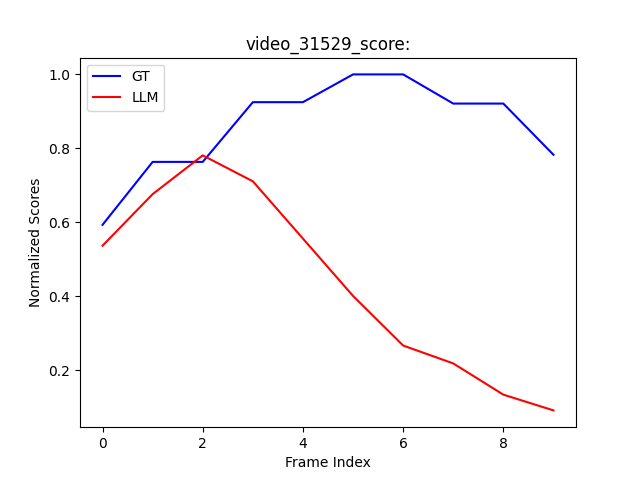 video_31529_score:
GT
LLM
Normalized Scores
1.0
0.8
0.6
0.4
0.2
0 2 4 6 8
Frame Index